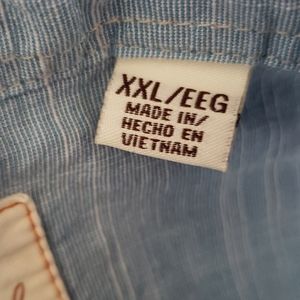 XXL/EEG
MADE IN/
HECHO EN
VIETNAM